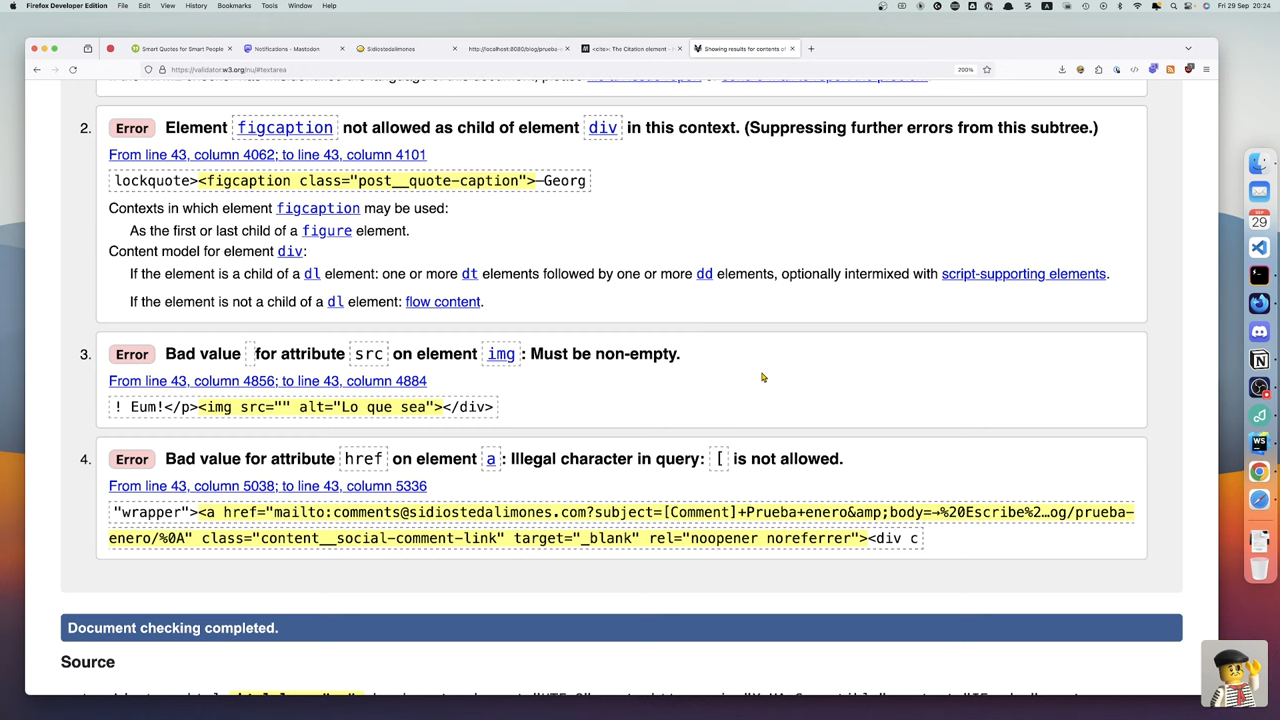 Firefox Developer Edition File Edit View History Bookmarks Tools Window Help
Fri 29 Sep 20:24
Smart Quotes for Smart People
Notifications - Mastodon
Sidiostedalimones
http://localhost:8080/blog/prueba-
<cite>: The Citation element -
Showing results for contents of
https://validator.w3.org/nu/#textarea
200%
2. Error Element figcaption not allowed as child of element div in this context. (Suppressing further errors from this subtree.)
From line 43, column 4062; to line 43, column 4101
lockquote><figcaption class="post__quote-caption">—Georg
Contexts in which element figcaption may be used:
As the first or last child of a figure element.
Content model for element div:
If the element is a child of a dl element: one or more dt elements followed by one or more dd elements, optionally intermixed with script-supporting elements.
If the element is not a child of a dl element: flow content.
3. Error Bad value for attribute src on element img: Must be non-empty.
From line 43, column 4856; to line 43, column 4884
! Eum!</p><img src="" alt="Lo que sea"></div>
4. Error Bad value for attribute href on element a: Illegal character in query: [ is not allowed.
From line 43, column 5038; to line 43, column 5336
"wrapper"><a href="mailto:comments@sidiostedalimones.com?subject=[Comment]+Prueba+enero&amp;body=→%20Escribe%2…og/prueba-
enero/%0A" class="content__social-comment-link" target="_blank" rel="noopener noreferrer"><div c
Document checking completed.
Source
SEP
29
WS